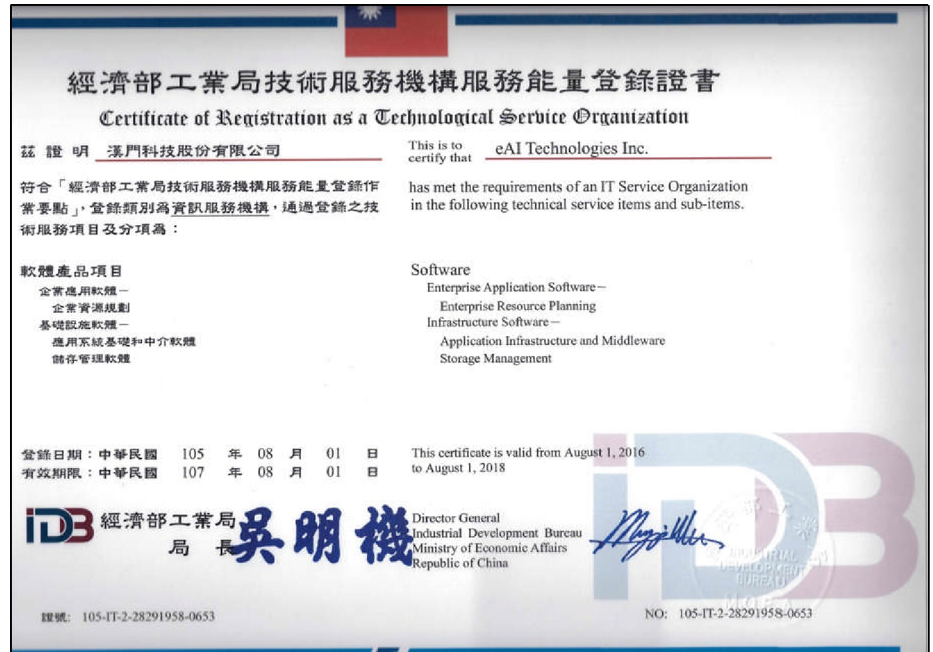 經濟部工業局技術服務機構服務能量登錄證書
Certificate of Registration as a Technological Service Organization
茲 證 明 漢門科技股份有限公司
符合「經濟部工業局技術服務機構服務能量登錄作
業要點」，登錄類別為資訊服務機構，通過登錄之技
術服務項目及分項為：
軟體產品項目
企業應用軟體－
企業資源規劃
基礎設施軟體－
應用系統基礎和中介軟體
儲存管理軟體
This is to
certify that eAI Technologies Inc.
has met the requirements of an IT Service Organization
in the following technical service items and sub-items.
Software
Enterprise Application Software－
Enterprise Resource Planning
Infrastructure Software－
Application Infrastructure and Middleware
Storage Management
登錄日期：中華民國 105 年 08 月 01 日
有效期限：中華民國 107 年 08 月 01 日
This certificate is valid from August 1, 2016
to August 1, 2018
IDB 經濟部工業局
局 長 吳明機
Director General
Industrial Development Bureau
Ministry of Economic Affairs
Republic of China
IDB
INDUSTRIAL
DEVELOPMENT
BUREAU
證號: 105-IT-2-28291958-0653
NO: 105-IT-2-28291958-0653